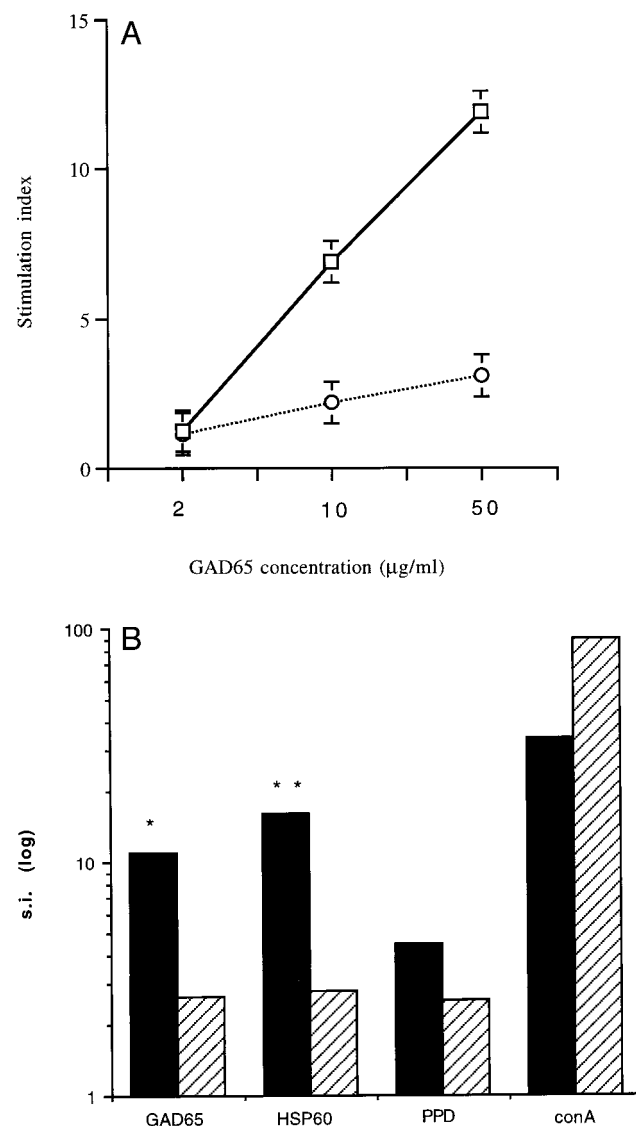 A
15
10
5
0
Stimulation index
2 10 50
GAD65 concentration (μg/ml)
B
100
10
1
s.i. (log)
*
* *
GAD65 HSP60 PPD conA